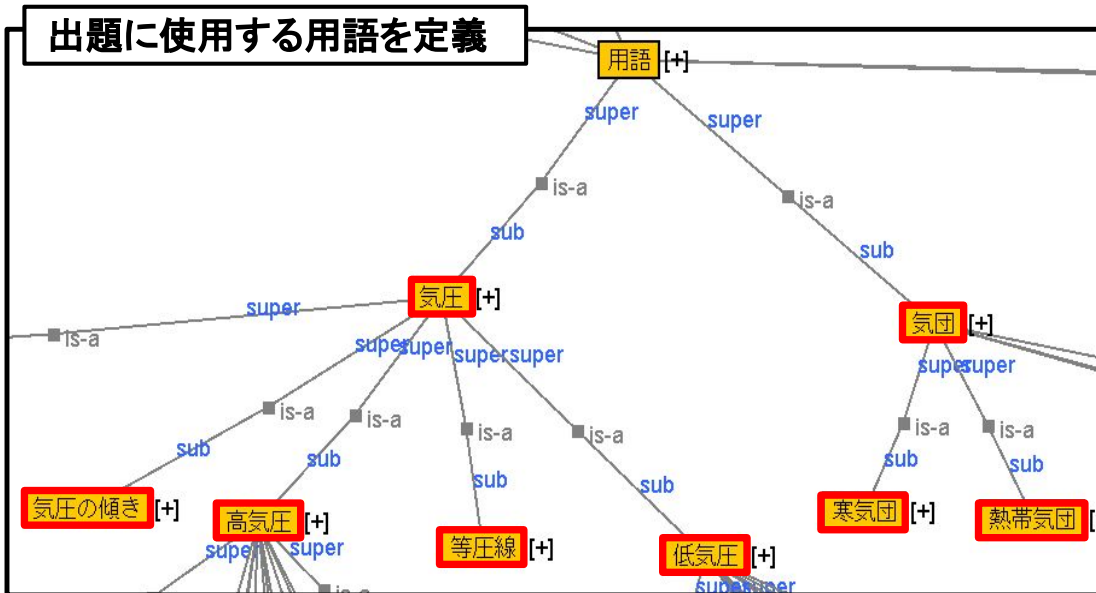 出題に使用する用語を定義
用語 [+]
super
super
is-a
is-a
sub
sub
気圧 [+]
super
is-a
気団 [+]
super
super
super
super
super
super
is-a
is-a
is-a
is-a
is-a
is-a
sub
sub
sub
sub
sub
sub
気圧の傾き [+]
高気圧 [+]
等圧線 [+]
低気圧 [+]
寒気団 [+]
熱帯気団 [
super
super
is-a
super
super